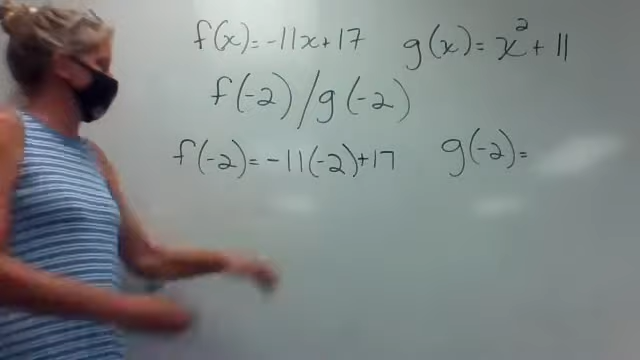 f(x)=-11x+17 g(x)=x²+11
f(-2)/g(-2)
f(-2)=-11(-2)+17 g(-2)=